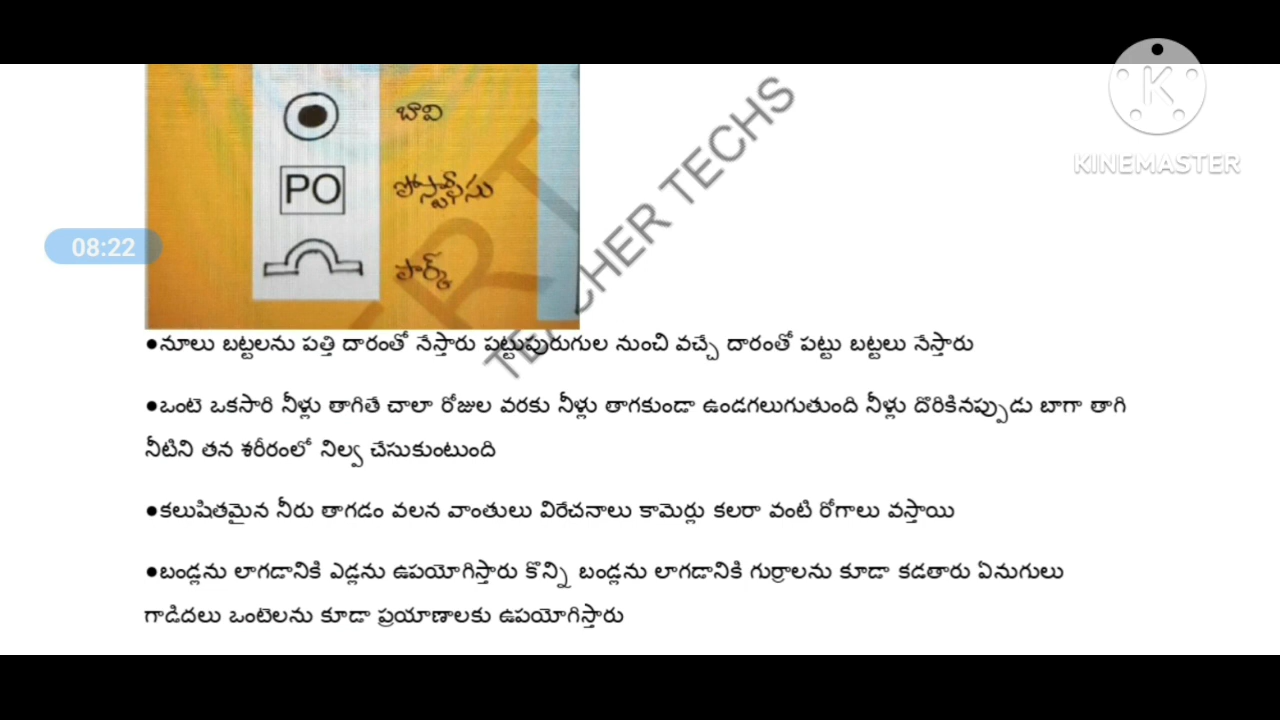 KINEMASTER
బావి
PO
పోస్టాఫీసు
పార్క్
08:22
TEACHER TECHS
●నూలు బట్టలను పత్తి దారంతో నేస్తారు పట్టుపురుగుల నుంచి వచ్చే దారంతో పట్టు బట్టలు నేస్తారు
●ఒంటె ఒకసారి నీళ్లు తాగితే చాలా రోజుల వరకు నీళ్లు తాగకుండా ఉండగలుగుతుంది నీళ్లు దొరికినప్పుడు బాగా తాగి
నీటిని తన శరీరంలో నిల్వ చేసుకుంటుంది
●కలుషితమైన నీరు తాగడం వలన వాంతులు విరేచనాలు కామెర్లు కలరా వంటి రోగాలు వస్తాయి
●బండ్లను లాగడానికి ఎడ్లను ఉపయోగిస్తారు కొన్ని బండ్లను లాగడానికి గుర్రాలను కూడా కడతారు ఏనుగులు
గాడిదలు ఒంటెలను కూడా ప్రయాణాలకు ఉపయోగిస్తారు